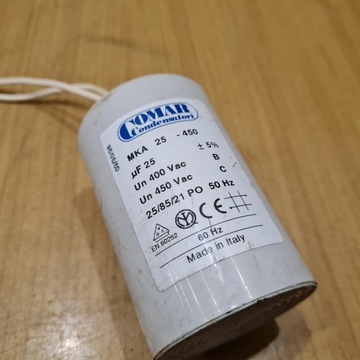 COMAR
Condensatori
MKA 25 - 450
µF 25 ± 5%
Un 400 Vac B
Un 450 Vac C
25/85/21 PO 50 Hz
CE
EN 60252
60 Hz
Made in Italy